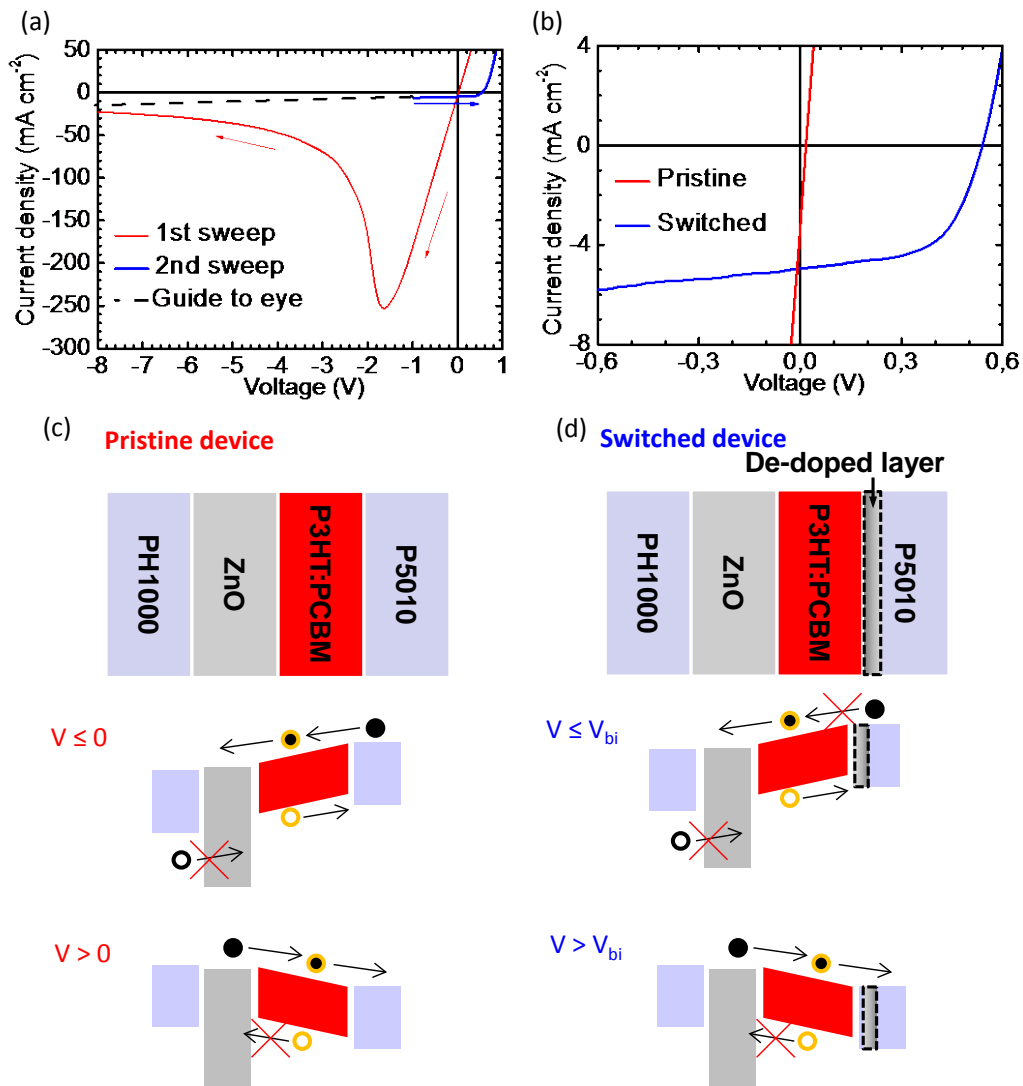 (a)
50
0
-50
-100
-150
-200
-250
-300
Current density (mA cm-2)
1st sweep
2nd sweep
Guide to eye
-8 -7 -6 -5 -4 -3 -2 -1 0 1
Voltage (V)
(b)
4
0
-4
-8
Current density (mA cm-2)
Pristine
Switched
-0,6 -0,3 0,0 0,3 0,6
Voltage (V)
(c)
Pristine device
PH1000
ZnO
P3HT:PCBM
P5010
V ≤ 0
V > 0
(d)
Switched device
De-doped layer
PH1000
ZnO
P3HT:PCBM
P5010
V ≤ Vbi
V > Vbi